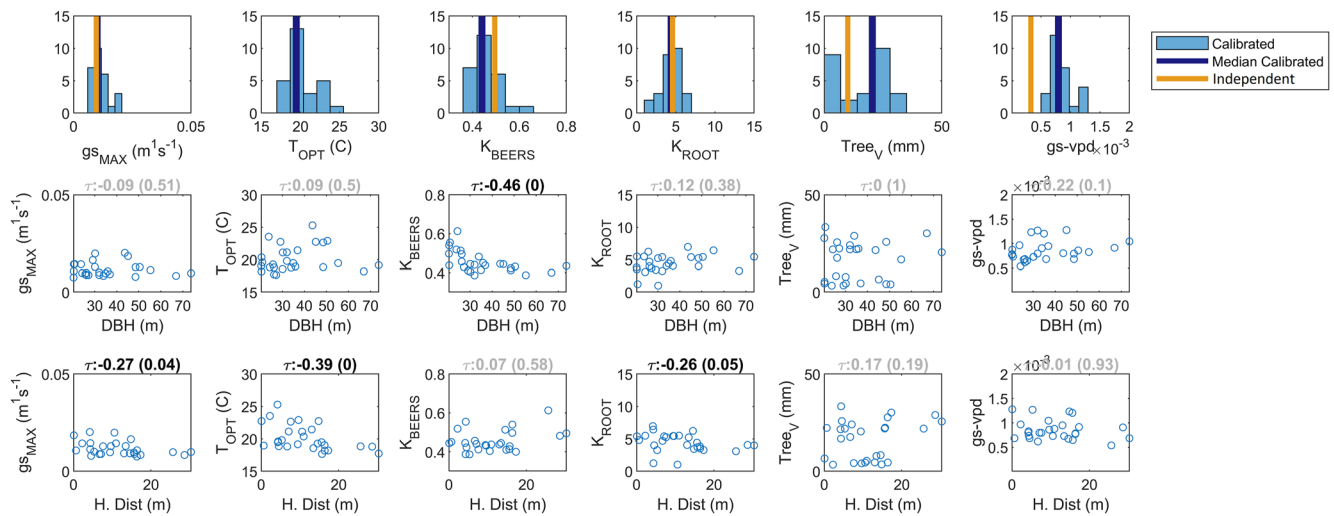 15 15 15 15 15 15
10 10 10 10 10 10
5 5 5 5 5 5
0 0 0 0 0 0
0 0.05 15 20 25 30 0.4 0.6 0.8 0 5 10 15 0 50 0.5 1 1.5 2
gsMAX (m1s-1) TOPT (C) KBEERS KROOT TreeV (mm) gs-vpd ×10-3
Calibrated
Median Calibrated
Independent
τ:-0.09 (0.51) τ:0.09 (0.5) τ:-0.46 (0) τ:0.12 (0.38) τ:0 (1) 0.22 (0.1)
gsMAX (m1s-1) TOPT (C) KBEERS KROOT TreeV (mm) gs-vpd
0.05 30 0.8 15 50 2
25 10 1.5
0.6 1
20 0.4 5 0.5
0 15 0 0 0
30 40 50 60 70 30 40 50 60 70 30 40 50 60 70 30 40 50 60 70 30 40 50 60 70 30 40 50 60 70
DBH (m) DBH (m) DBH (m) DBH (m) DBH (m) DBH (m)
τ:-0.27 (0.04) τ:-0.39 (0) τ:0.07 (0.58) τ:-0.26 (0.05) τ:0.17 (0.19) 0.01 (0.93)
gsMAX (m1s-1) TOPT (C) KBEERS KROOT TreeV (mm) gs-vpd
0.05 30 0.8 15 50 2
25 10 1.5
0.6 1
20 0.4 5 0.5
0 15 0 0 0
0 20 0 20 0 20 0 20 0 20 0 20
H. Dist (m) H. Dist (m) H. Dist (m) H. Dist (m) H. Dist (m) H. Dist (m)